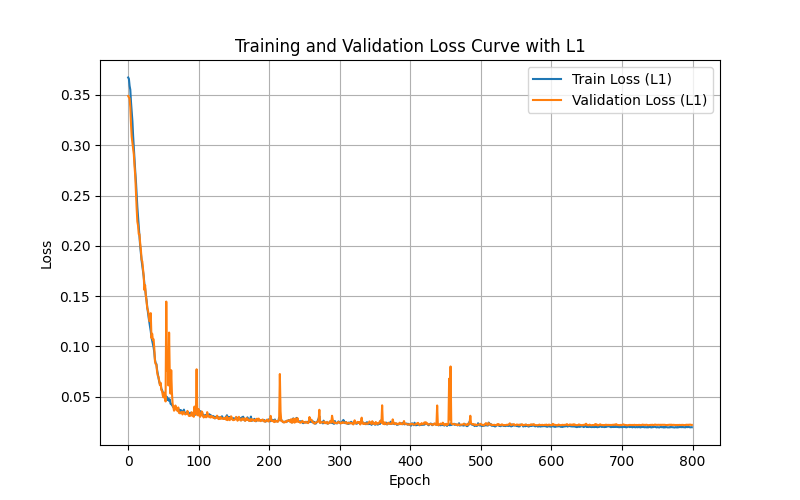 Training and Validation Loss Curve with L1
Train Loss (L1)
Validation Loss (L1)
Loss
0.35
0.30
0.25
0.20
0.15
0.10
0.05
0 100 200 300 400 500 600 700 800
Epoch